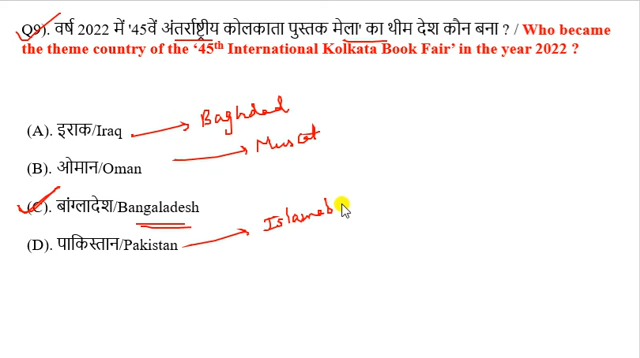 Q9). वर्ष 2022 में '45वें अंतर्राष्ट्रीय कोलकाता पुस्तक मेला' का थीम देश कौन बना ? / Who became
the theme country of the ‘45th International Kolkata Book Fair’ in the year 2022 ?
(A). इराक/Iraq Baghdad
(B). ओमान/Oman Muscat
(C). बांग्लादेश/Bangaladesh
(D). पाकिस्तान/Pakistan Islamab